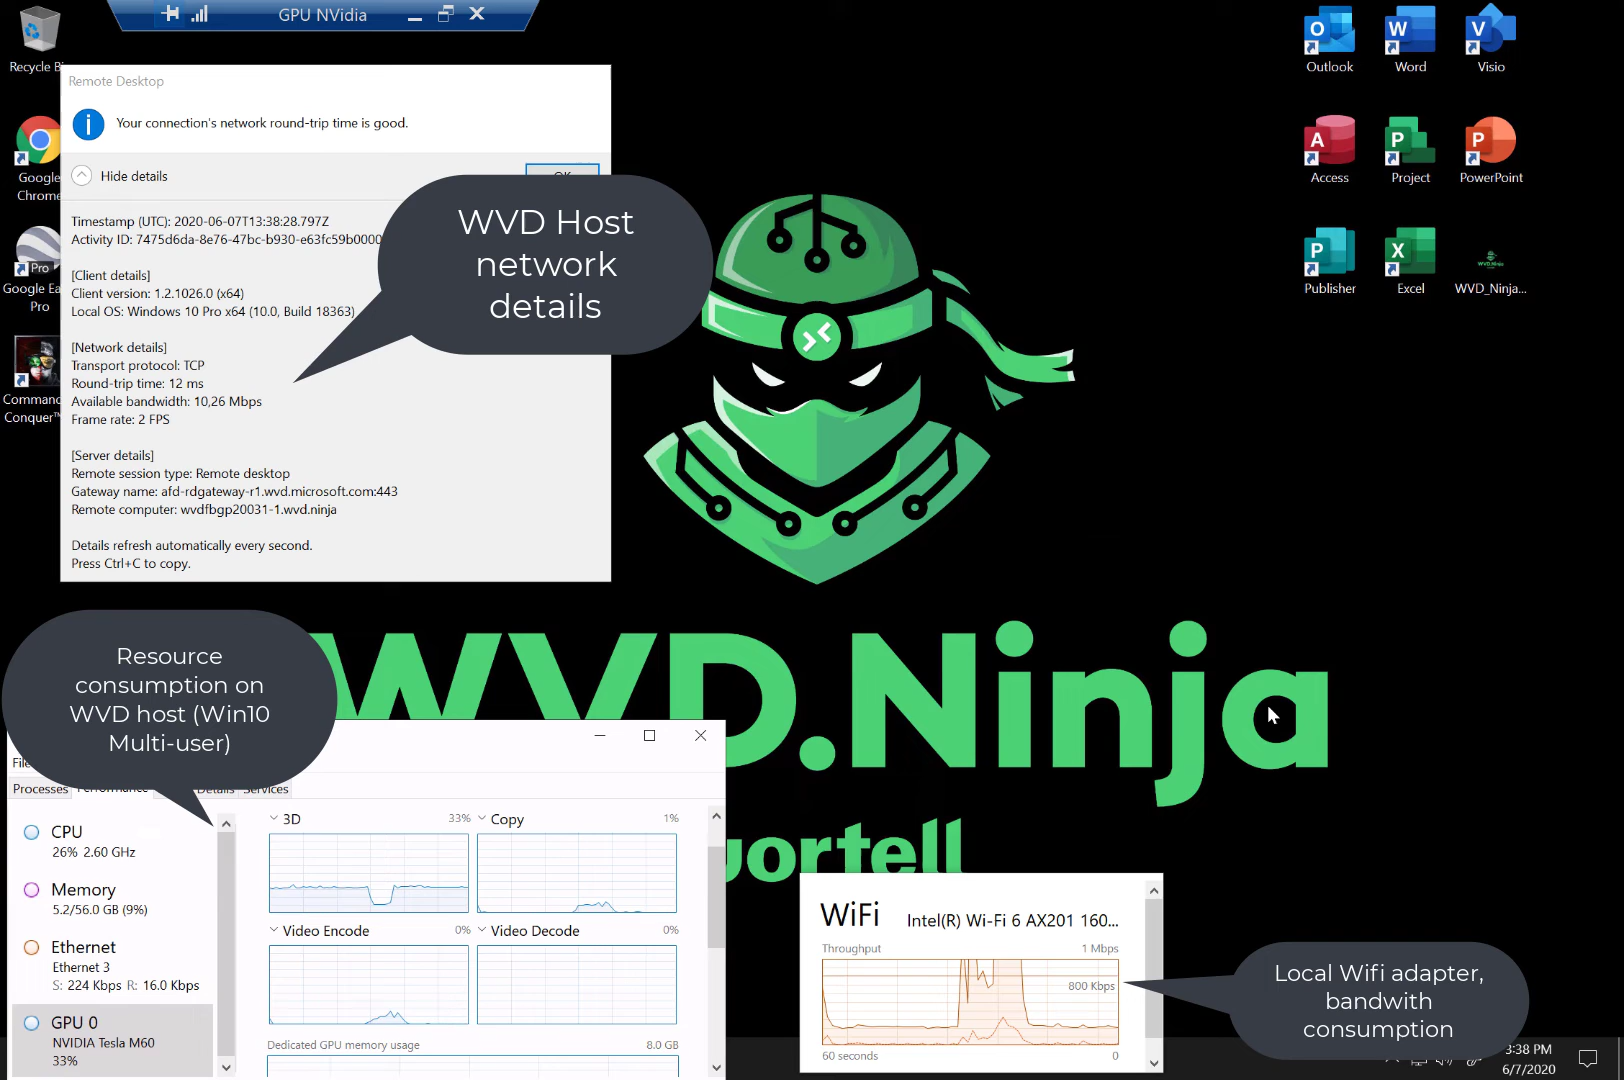 GPU NVidia
Recycle Bi
Google
Chrome
Pro
Google Ea
Pro
Command
Conquer™
Outlook
Word
Visio
Access
Project
PowerPoint
Publisher
Excel
WVD_Ninja...
Remote Desktop
Your connection's network round-trip time is good.
Hide details
OK
Timestamp (UTC): 2020-06-07T13:38:28.797Z
Activity ID: 7475d6da-8e76-47bc-b930-e63fc59b0000
[Client details]
Client version: 1.2.1026.0 (x64)
Local OS: Windows 10 Pro x64 (10.0, Build 18363)
[Network details]
Transport protocol: TCP
Round-trip time: 12 ms
Available bandwidth: 10,26 Mbps
Frame rate: 2 FPS
[Server details]
Remote session type: Remote desktop
Gateway name: afd-rdgateway-r1.wvd.microsoft.com:443
Remote computer: wvdfbgp20031-1.wvd.ninja
Details refresh automatically every second.
Press Ctrl+C to copy.
WVD Host
network
details
WVD.Ninja
Resource
consumption on
WVD host (Win10
Multi-user)
File
Processes Performance Details Services
CPU
26% 2.60 GHz
Memory
5.2/56.0 GB (9%)
Ethernet
Ethernet 3
S: 224 Kbps R: 16.0 Kbps
GPU 0
NVIDIA Tesla M60
33%
3D 33%
Copy 1%
Video Encode 0%
Video Decode 0%
Dedicated GPU memory usage 8.0 GB
WiFi Intel(R) Wi-Fi 6 AX201 160...
Throughput 1 Mbps
800 Kbps
60 seconds 0
Local Wifi adapter,
bandwith
consumption
3:38 PM
6/7/2020